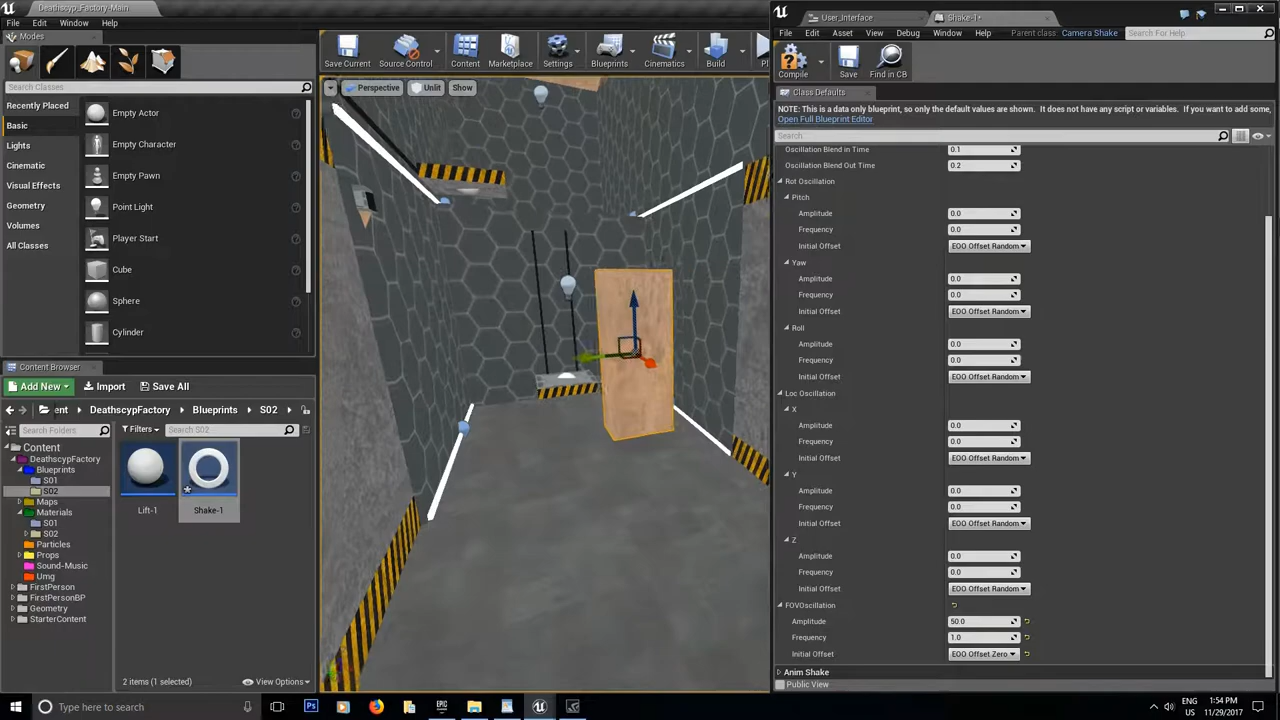 Deathscyp_Factory-Main
File Edit Window Help
Modes
Search Classes
Recently Placed
Basic
Lights
Cinematic
Visual Effects
Geometry
Volumes
All Classes
Empty Actor
Empty Character
Empty Pawn
Point Light
Player Start
Cube
Sphere
Cylinder
Content Browser
Add New Import Save All
ent DeathscypFactory Blueprints S02
Search Folders
Filters Search S02
Content
DeathscypFactory
Blueprints
S01
S02
Maps
Materials
S01
S02
Particles
Props
Sound-Music
Umg
FirstPerson
FirstPersonBP
Geometry
StarterContent
Lift-1 Shake-1
2 items (1 selected) View Options
Save Current Source Control Content Marketplace Settings Blueprints Cinematics Build
Perspective Unlit Show
User_Interface Shake-1*
File Edit Asset View Debug Window Help Parent class Camera Shake Search For Help
Compile Save Find in CB
Class Defaults
NOTE: This is a data only blueprint, so only the default values are shown. It does not have any script or variables. If you want to add some,
Open Full Blueprint Editor
Search
Oscillation Blend in Time 0.1
Oscillation Blend Out Time 0.2
Rot Oscillation
Pitch
Amplitude 0.0
Frequency 0.0
Initial Offset EOO Offset Random
Yaw
Amplitude 0.0
Frequency 0.0
Initial Offset EOO Offset Random
Roll
Amplitude 0.0
Frequency 0.0
Initial Offset EOO Offset Random
Loc Oscillation
X
Amplitude 0.0
Frequency 0.0
Initial Offset EOO Offset Random
Y
Amplitude 0.0
Frequency 0.0
Initial Offset EOO Offset Random
Z
Amplitude 0.0
Frequency 0.0
Initial Offset EOO Offset Random
FOVOscillation
Amplitude 50.0
Frequency 1.0
Initial Offset EOO Offset Zero
Anim Shake
Public View
Type here to search
ENG 1:54 PM
US 11/29/2017